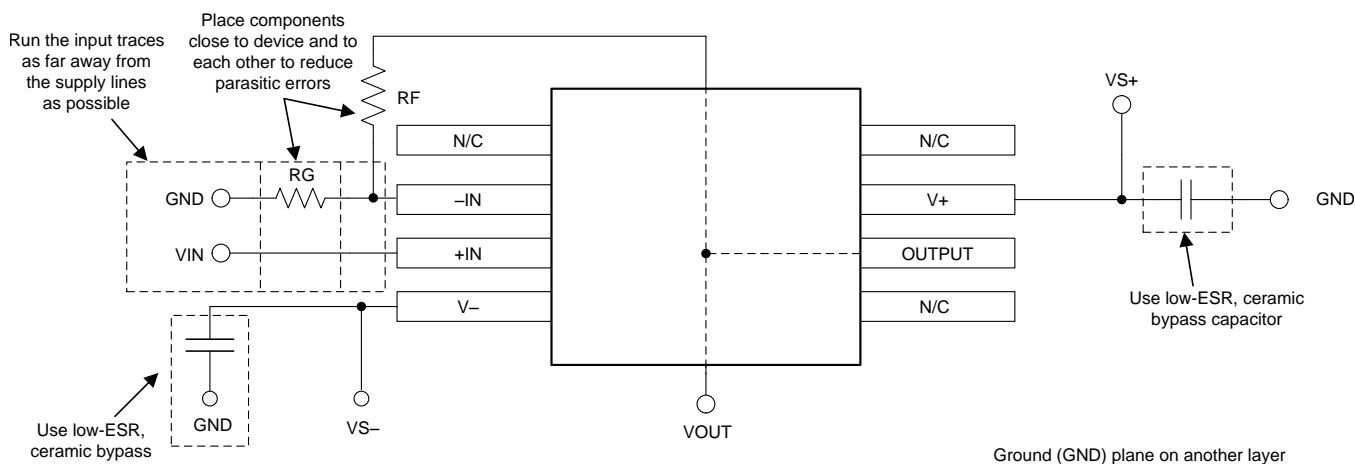 Run the input traces
as far away from
the supply lines
as possible
Place components
close to device and to
each other to reduce
parasitic errors
RF
VS+
N/C
N/C
RG
GND
–IN
V+
GND
VIN
+IN
OUTPUT
V–
N/C
Use low-ESR, ceramic
bypass capacitor
GND
VS–
VOUT
Use low-ESR,
ceramic bypass
Ground (GND) plane on another layer